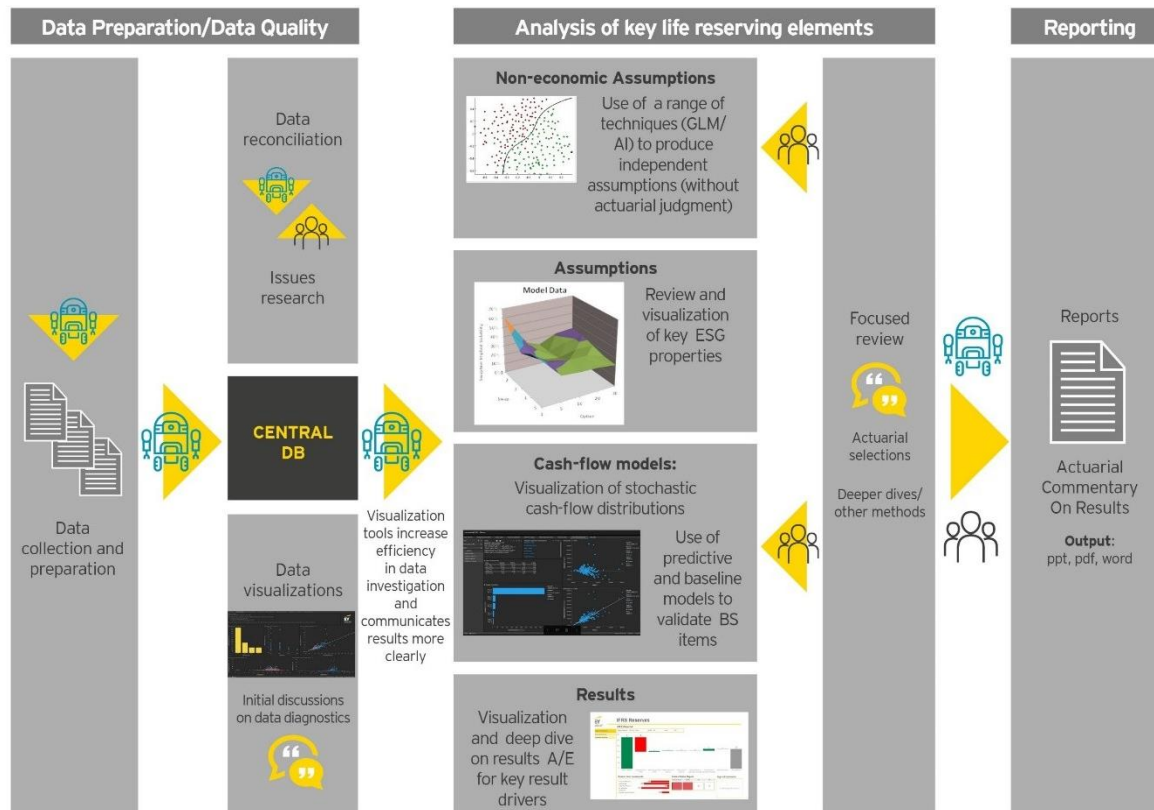 Data Preparation/Data Quality
Analysis of key life reserving elements
Reporting
Data
reconciliation
Issues
research
Data
collection and
preparation
CENTRAL
DB
Data
visualizations
Initial discussions
on data diagnostics
Visualization
tools increase
efficiency
in data
investigation
and
communicates
results more
clearly
Non-economic Assumptions
Use of a range of
techniques (GLM/
AI) to produce
independent
assumptions (without
actuarial judgment)
Assumptions
Model Data
Swap
Option
Review and
visualization
of key ESG
properties
Cash-flow models:
Visualization of stochastic
cash-flow distributions
Use of
predictive
and baseline
models to
validate BS
items
Results
Visualization
and deep dive
on results A/E
for key result
drivers
EY
IFRS Reserves
Focused
review
Actuarial
selections
Deeper dives/
other methods
Reports
Actuarial
Commentary
On Results
Output:
ppt, pdf, word